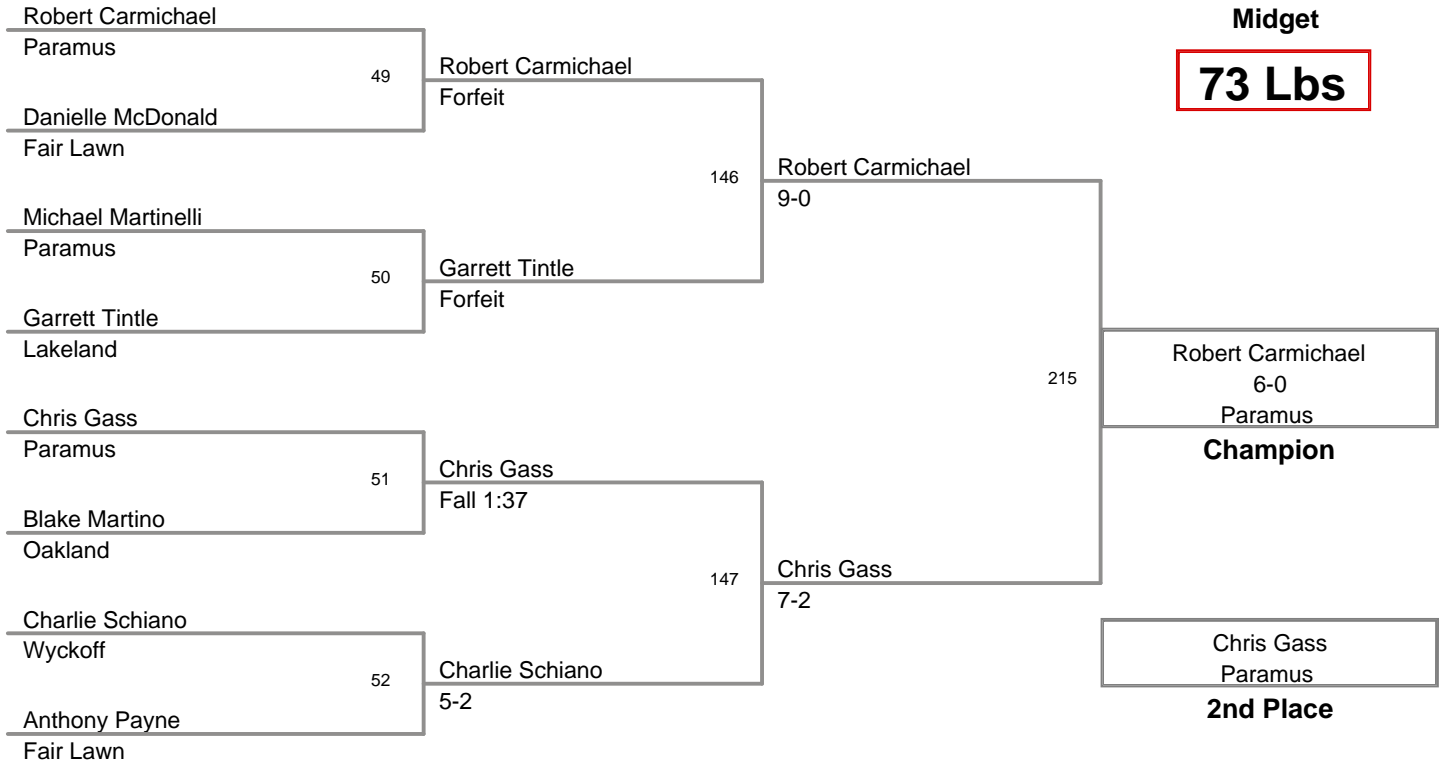 Robert Carmichael
Paramus
49
Danielle McDonald
Fair Lawn
Michael Martinelli
Paramus
50
Garrett Tintle
Lakeland
Chris Gass
Paramus
51
Blake Martino
Oakland
Charlie Schiano
Wyckoff
52
Anthony Payne
Fair Lawn
Robert Carmichael
Forfeit
146
Garrett Tintle
Forfeit
Chris Gass
Fall 1:37
147
Charlie Schiano
5-2
Robert Carmichael
9-0
215
Chris Gass
7-2
Midget
73 Lbs
Robert Carmichael
6-0
Paramus
Champion
Chris Gass
Paramus
2nd Place